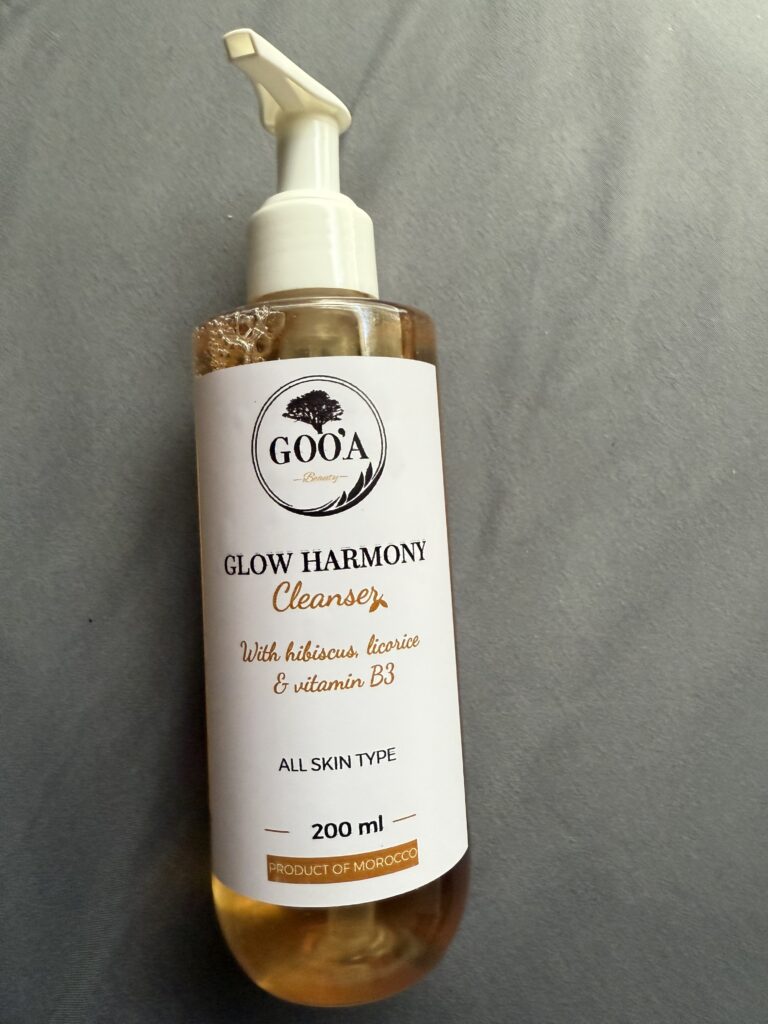 GOO'A
Beauty
GLOW HARMONY
Cleanser
With hibiscus, licorice
& vitamin B3
ALL SKIN TYPE
200 ml
PRODUCT OF MOROCCO